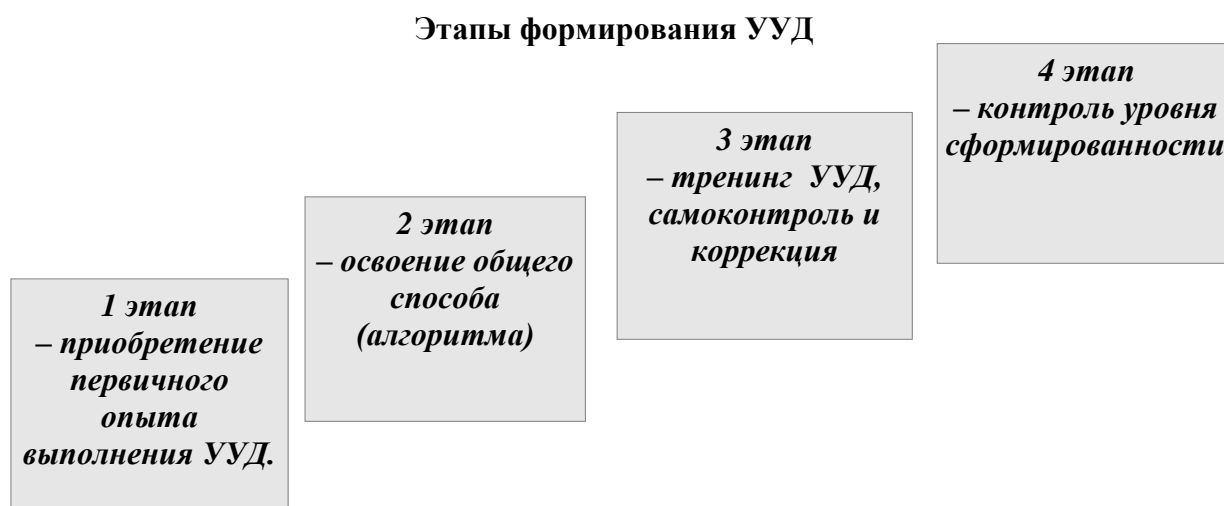 Этапы формирования УУД
1 этап
– приобретение
первичного
опыта
выполнения УУД.
2 этап
– освоение общего
способа
(алгоритма)
3 этап
– тренинг УУД,
самоконтроль и
коррекция
4 этап
– контроль уровня
сформированности